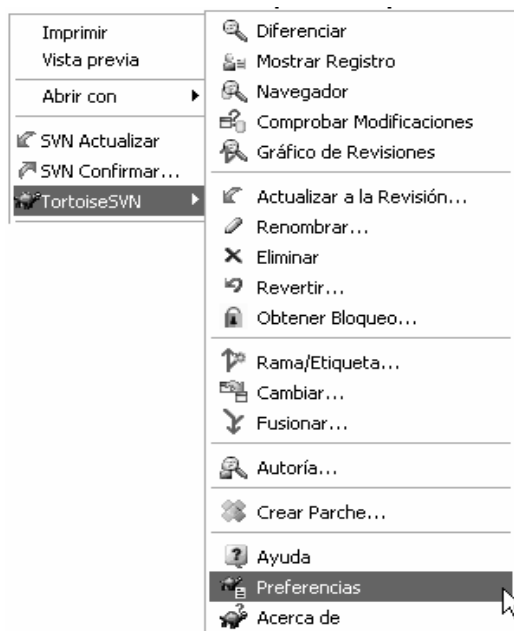 Imprimir
Vista previa
Abrir con
SVN Actualizar
SVN Confirmar...
TortoiseSVN
Diferenciar
Mostrar Registro
Navegador
Comprobar Modificaciones
Gráfico de Revisiones
Actualizar a la Revisión...
Renombrar...
Eliminar
Revertir...
Obtener Bloqueo...
Rama/Etiqueta...
Cambiar...
Fusionar...
Autoría...
Crear Parche...
Ayuda
Preferencias
Acerca de